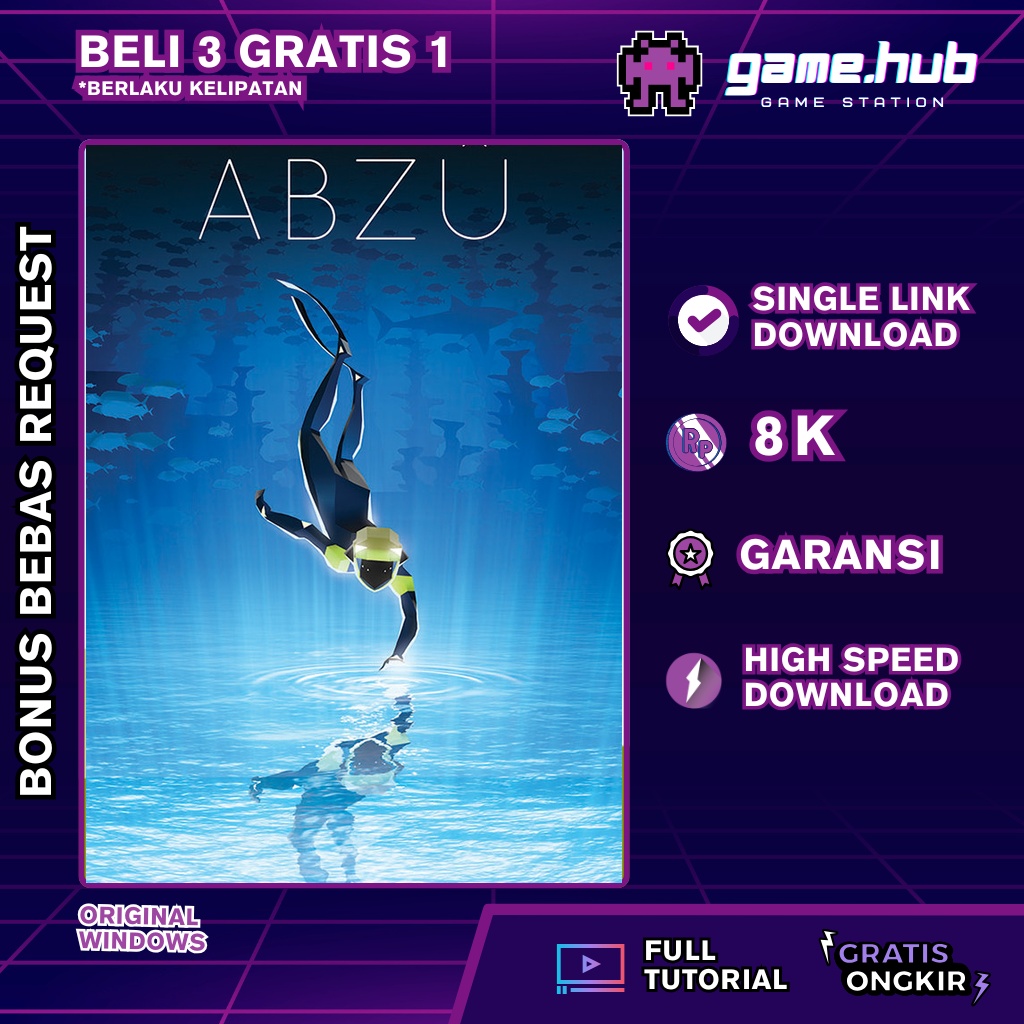 BELI 3 GRATIS 1
*BERLAKU KELIPATAN
game.hub
GAME STATION
ABZÛ
BONUS BEBAS REQUEST
SINGLE LINK
DOWNLOAD
Rp
8K
GARANSI
HIGH SPEED
DOWNLOAD
ORIGINAL
WINDOWS
FULL
TUTORIAL
GRATIS
ONGKIR